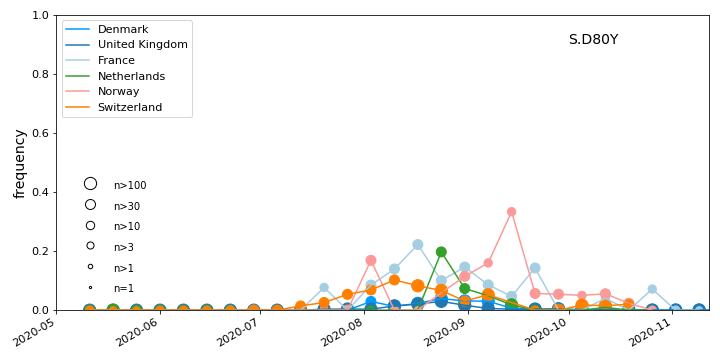 S.D80Y
Denmark
United Kingdom
France
Netherlands
Norway
Switzerland
n>100
n>30
n>10
n>3
n>1
n=1
frequency
1.0
0.8
0.6
0.4
0.2
0.0
2020-05
2020-06
2020-07
2020-08
2020-09
2020-10
2020-11